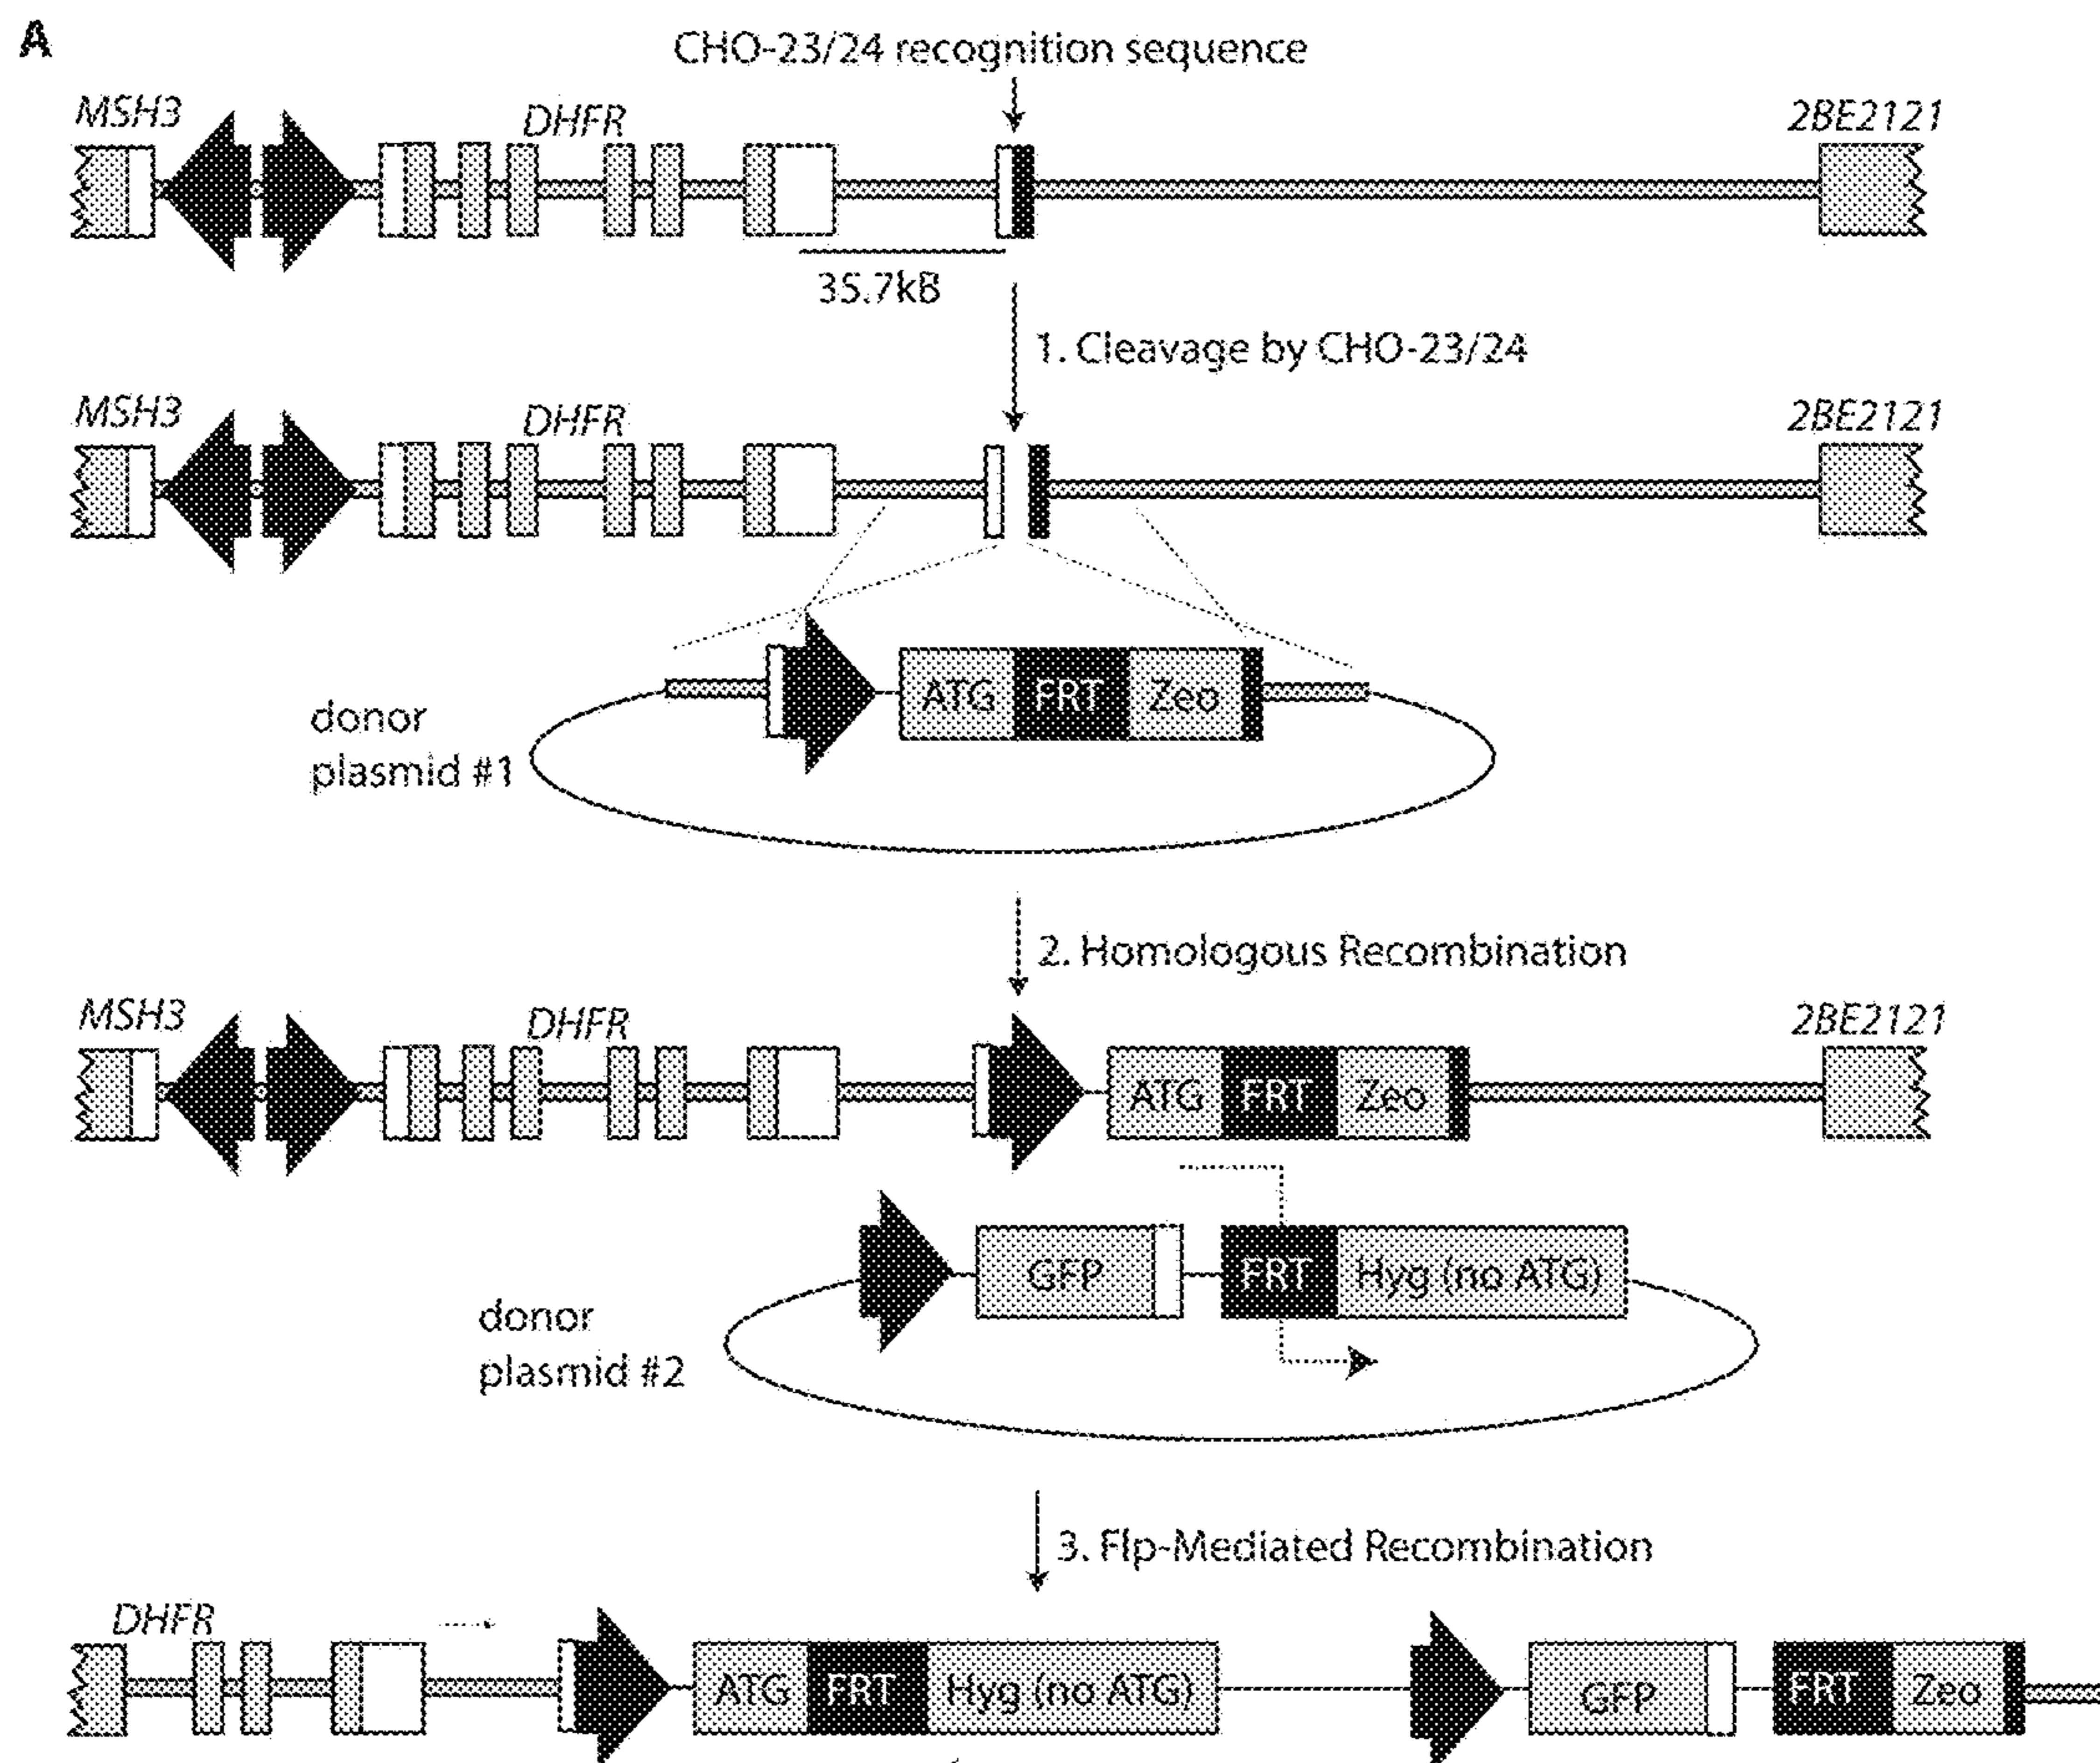 A
CHO-23/24 recognition sequence
MSH3 DHFR 2BE2121
35.7kB
1. Cleavage by CHO-23/24
MSH3 DHFR 2BE2121
ATG FRT Zeo
donor
plasmid #1
2. Homologous Recombination
MSH3 DHFR 2BE2121
ATG FRT Zeo
GFP FRT Hyg (no ATG)
donor
plasmid #2
3. Flp-Mediated Recombination
DHFR
ATG FRT Hyg (no ATG) GFP FRT Zeo